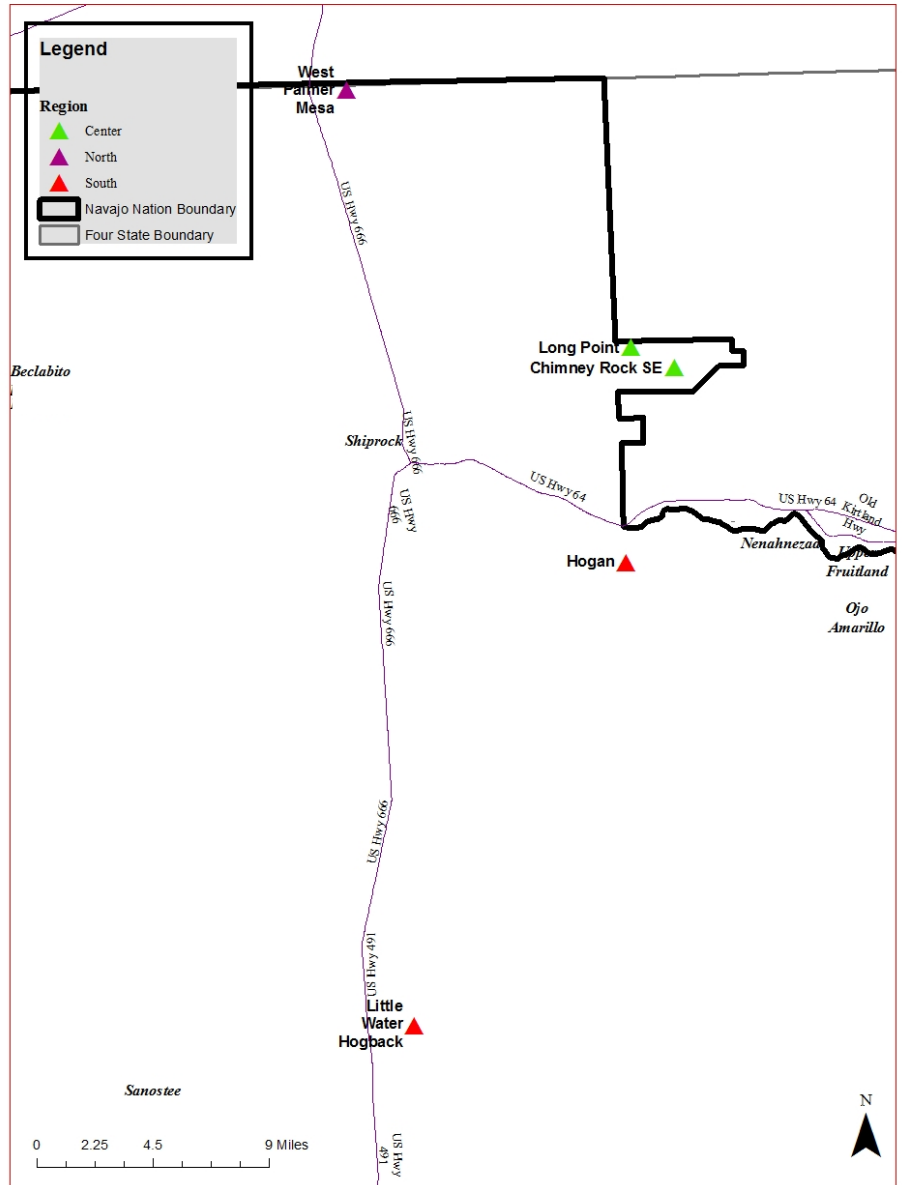 Legend
Region
Center
North
South
Navajo Nation Boundary
Four State Boundary
West
Palmer
Mesa
US Hwy 666
Long Point
Chimney Rock SE
Beclabito
Shiprock
US Hwy 666
US Hwy
666
US Hwy 64
US Hwy 64
Old
Kirtland
Hwy
Nenahnezad
Upper
Fruitland
Hogan
Ojo
Amarillo
US Hwy 666
US Hwy 666
US Hwy 491
Little
Water
Hogback
Sanostee
US Hwy
491
N
0 2.25 4.5 9 Miles